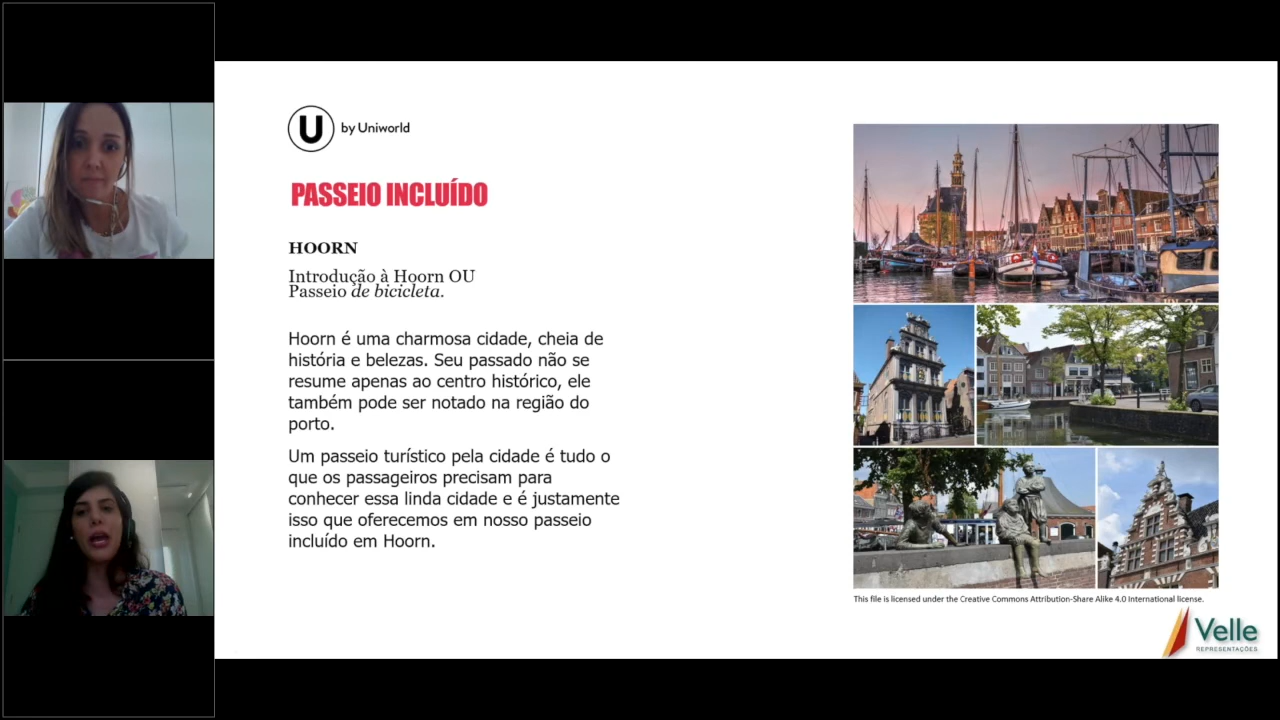 U by Uniworld
PASSEIO INCLUÍDO
HOORN
Introdução à Hoorn OU
Passeio de bicicleta.
Hoorn é uma charmosa cidade, cheia de
história e belezas. Seu passado não se
resume apenas ao centro histórico, ele
também pode ser notado na região do
porto.
Um passeio turístico pela cidade é tudo o
que os passageiros precisam para
conhecer essa linda cidade e é justamente
isso que oferecemos em nosso passeio
incluído em Hoorn.
This file is licensed under the Creative Commons Attribution-Share Alike 4.0 International license.
Velle
REPRESENTAÇÕES